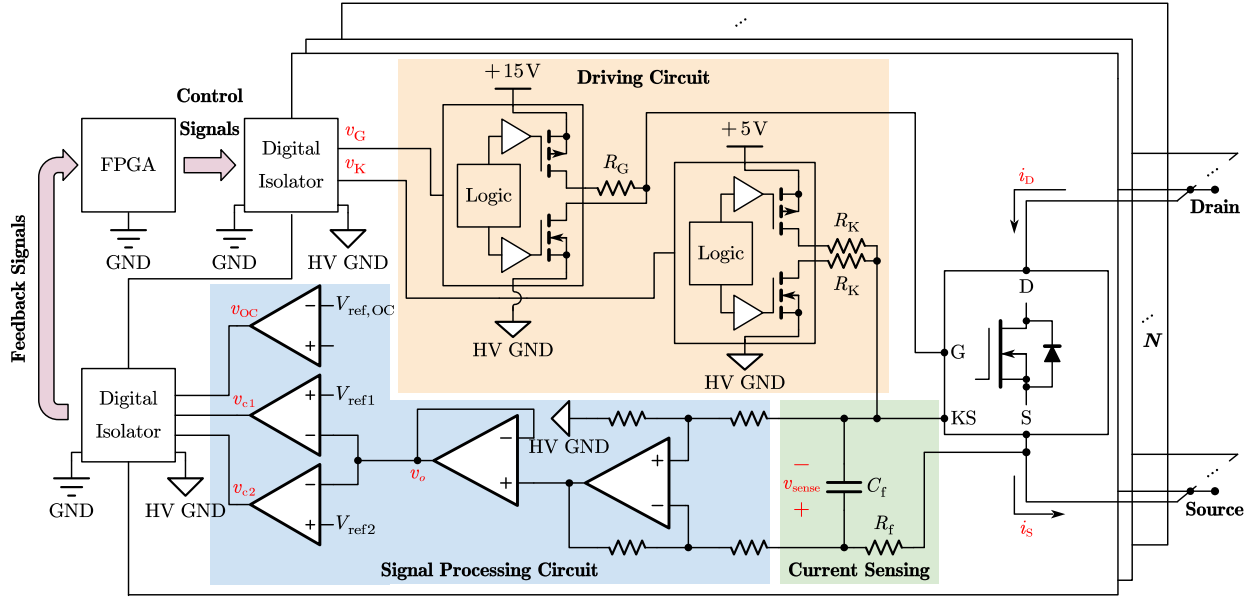 Driving Circuit
+15V
Control
Signals
v_G
v_K
FPGA
Digital
Isolator
Logic
R_G
+5V
Logic
R_K
R_K
i_D
Drain
GND
GND
HV GND
HV GND
HV GND
D
G
S
KS
N
Feedback Signals
v_OC
V_ref,OC
Digital
Isolator
v_c1
V_ref1
v_c2
V_ref2
v_o
HV GND
GND
HV GND
v_sense
C_f
R_f
i_S
Source
Signal Processing Circuit
Current Sensing